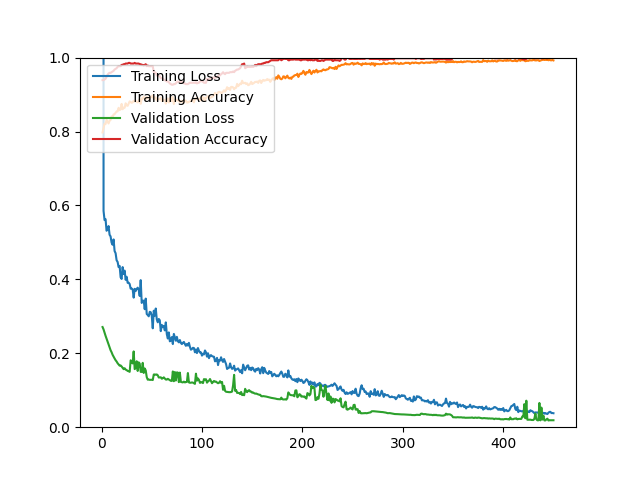 1.0
0.8
0.6
0.4
0.2
0.0
Training Loss
Training Accuracy
Validation Loss
Validation Accuracy
0 100 200 300 400